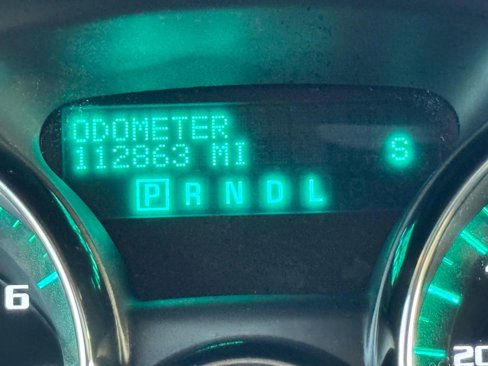 ODOMETER
112863 MI S
P R N D L
6
20